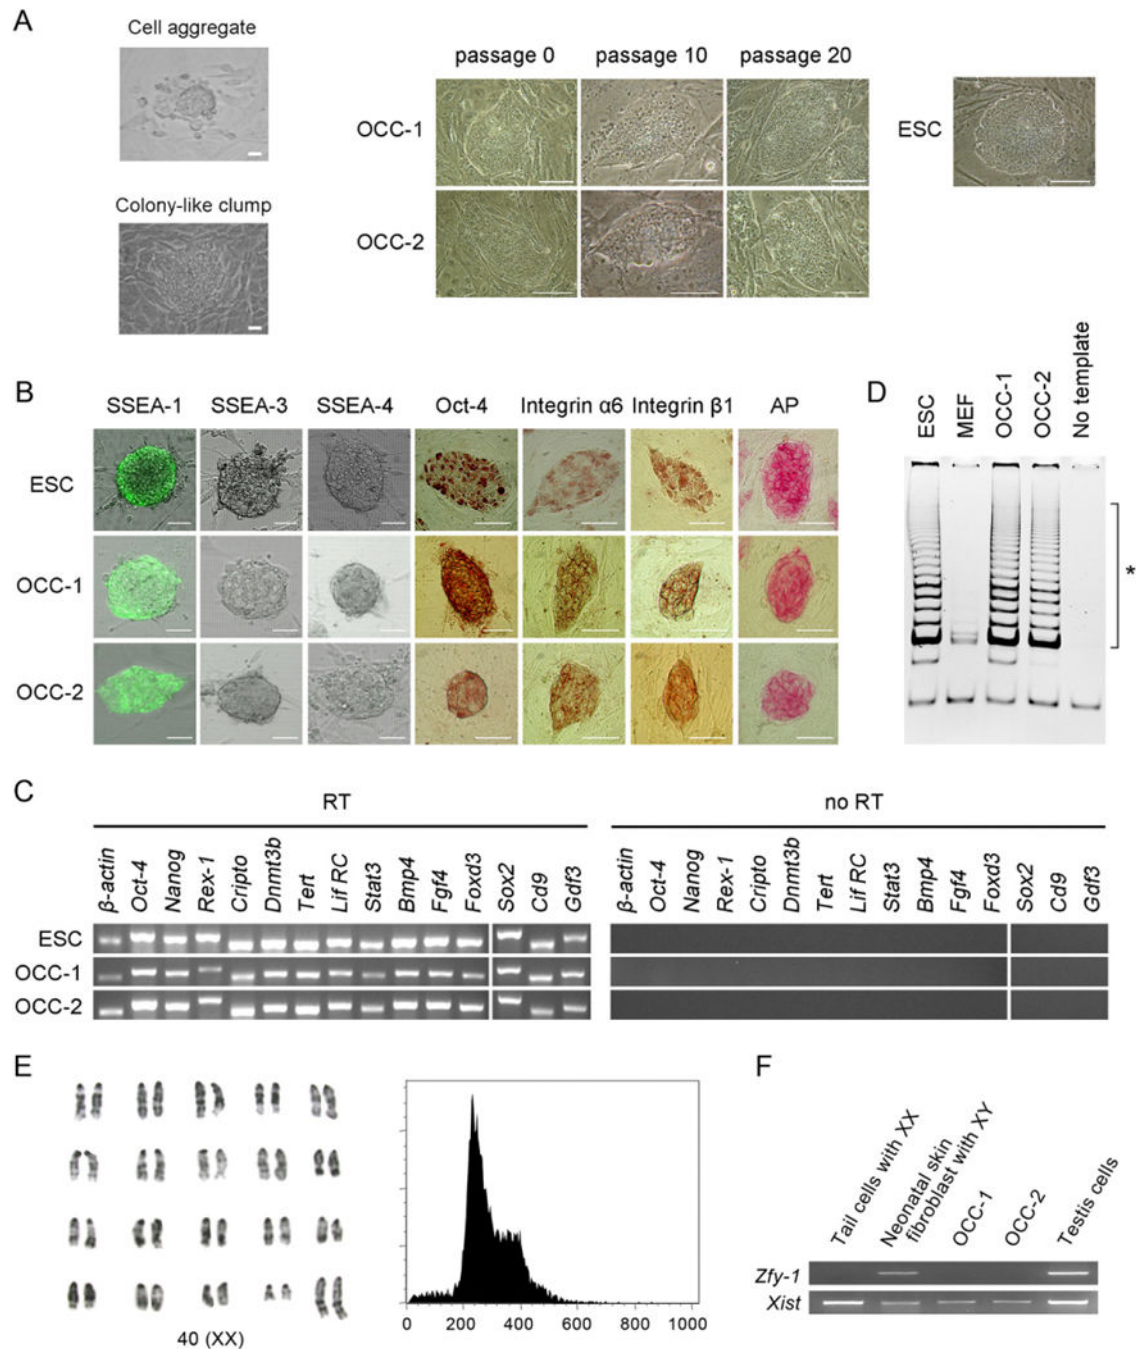 A
Cell aggregate
Colony-like clump
passage 0 passage 10 passage 20
OCC-1
OCC-2
ESC
B
SSEA-1 SSEA-3 SSEA-4 Oct-4 Integrin α6 Integrin β1 AP
ESC
OCC-1
OCC-2
D
ESC
MEF
OCC-1
OCC-2
No template
*
C
RT
no RT
β-actin Oct-4 Nanog Rex-1 Cripto Dnmt3b Tert Lif RC Stat3 Bmp4 Fgf4 Foxd3 Sox2 Cd9 Gdf3
β-actin Oct-4 Nanog Rex-1 Cripto Dnmt3b Tert Lif RC Stat3 Bmp4 Fgf4 Foxd3 Sox2 Cd9 Gdf3
ESC
OCC-1
OCC-2
E
40 (XX)
0 200 400 600 800 1000
F
Tail cells with XX
Neonatal skin
fibroblast with XY
OCC-1
OCC-2
Testis cells
Zfy-1
Xist